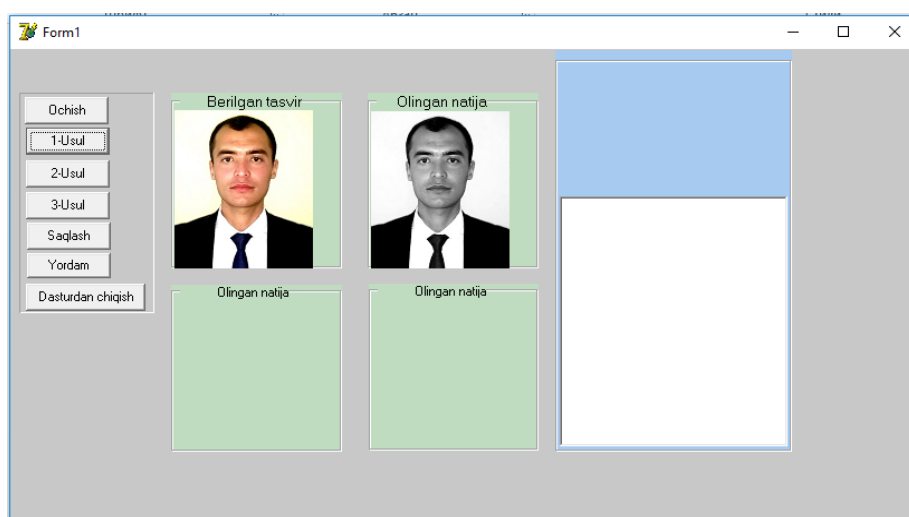 Form1
Ochish
1-Usul
2-Usul
3-Usul
Saqlash
Yordam
Dasturdan chiqish
Berilgan tasvir
Olingan natija
Olingan natija
Olingan natija